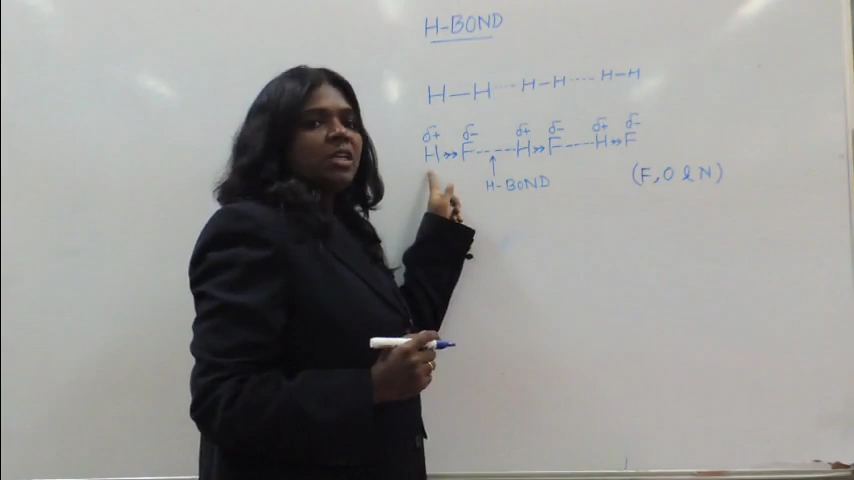 H-BOND
H—H----H—H----H—H
δ+ δ- δ+ δ- δ+ δ-
H->>F-----H->>F----H->>F
H-BOND (F, O & N)